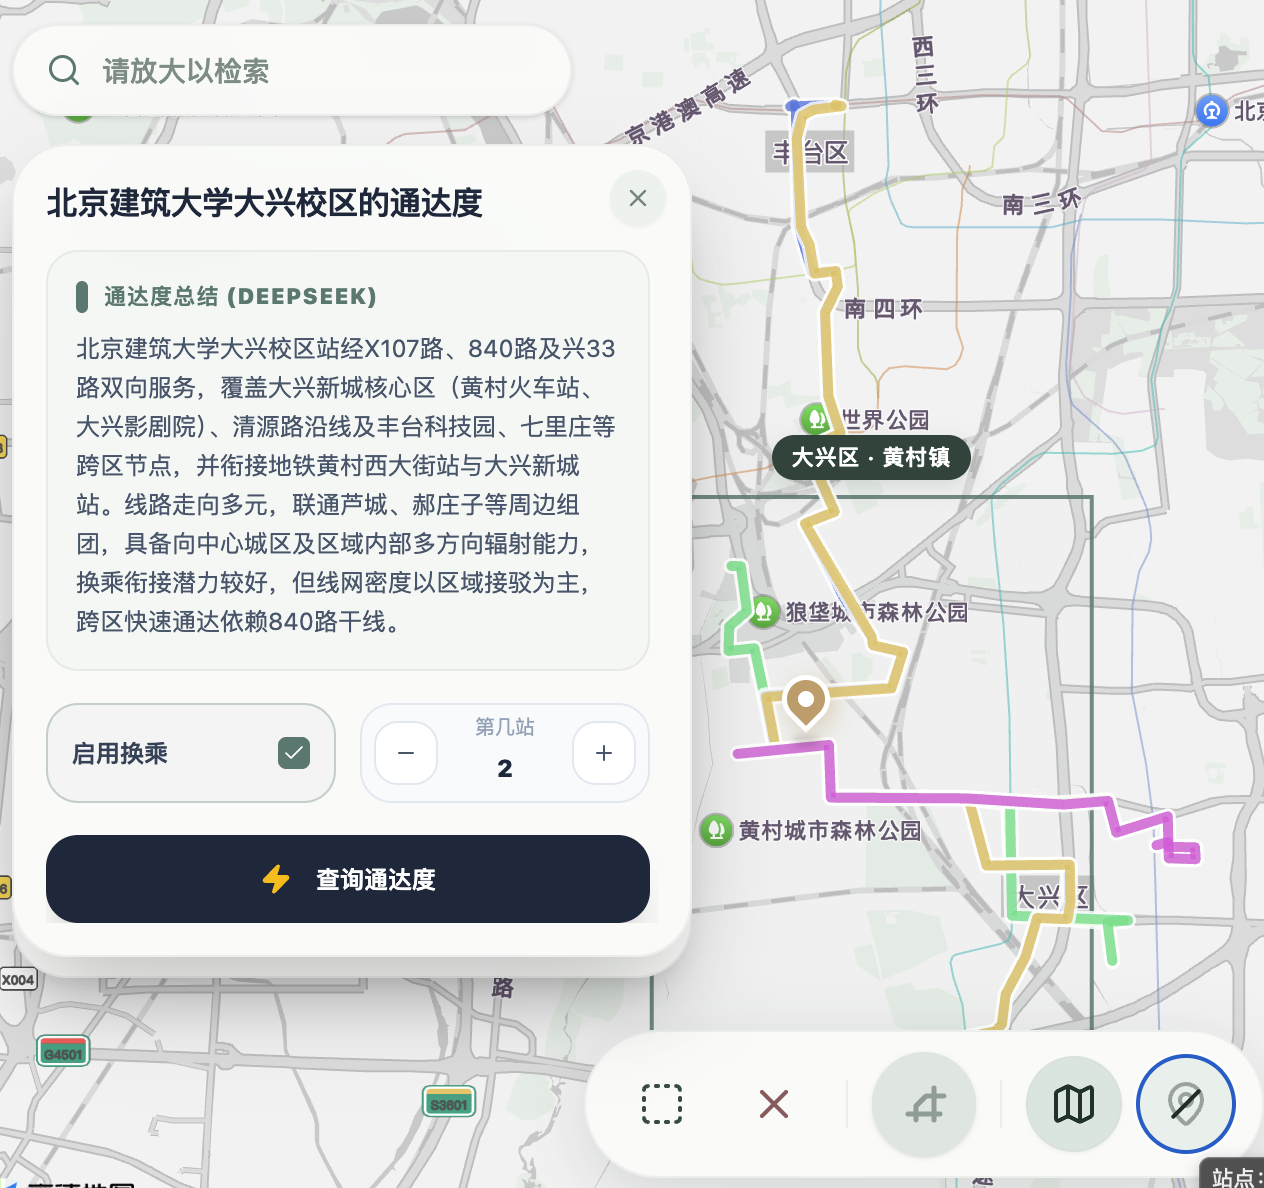 请放大以检索
京港澳高速
西三环
北京
丰台区
南三环
北京建筑大学大兴校区的通达度
通达度总结 (DEEPSEEK)
北京建筑大学大兴校区站经X107路、840路及兴33
路双向服务，覆盖大兴新城核心区（黄村火车站、
大兴影剧院）、清源路沿线及丰台科技园、七里庄等
跨区节点，并衔接地铁黄村西大街站与大兴新城
站。线路走向多元，联通芦城、郝庄子等周边组
团，具备向中心城区及区域内部多方向辐射能力，
换乘衔接潜力较好，但线网密度以区域接驳为主，
跨区快速通达依赖840路干线。
南四环
世界公园
大兴区 · 黄村镇
狼垡城市森林公园
启用换乘
第几站
2
黄村城市森林公园
查询通达度
大兴区
6
X004
路
G4501
S3601
站点: